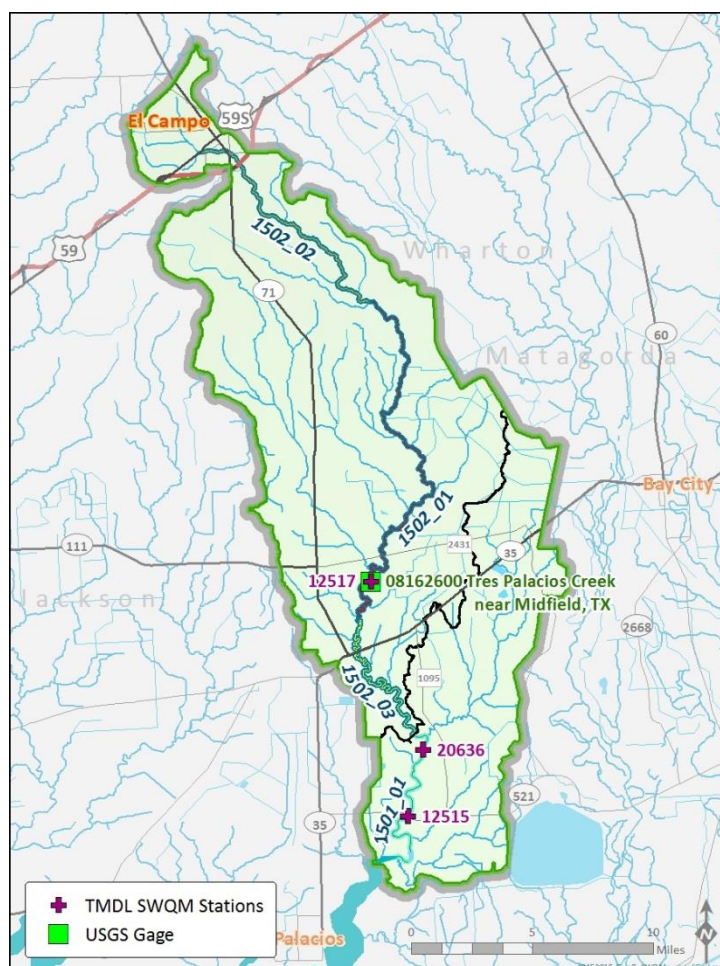 59S
El Campo
59
1502_02
Wharton
71
60
Matagorda
Bay City
1502_01
2431
35
111
12517
08162600 Tres Palacios Creek
near Midfield, TX
Jackson
2668
1095
1502_03
20636
1501_01
12515
521
35
TMDL SWQM Stations
USGS Gage
Palacios
0
5
10
Miles
N